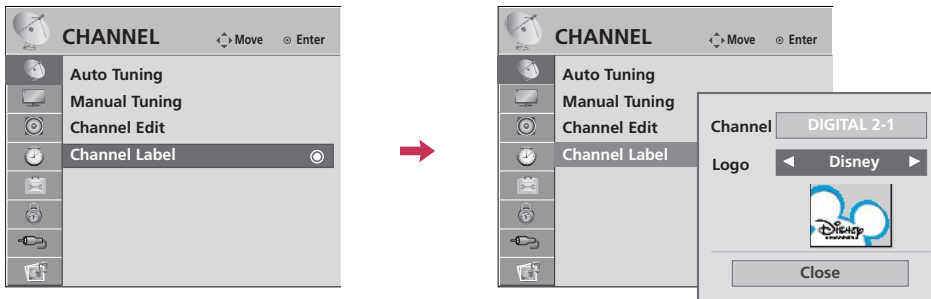 CHANNEL Move Enter
Auto Tuning
Manual Tuning
Channel Edit
Channel Label
CHANNEL Move Enter
Auto Tuning
Manual Tuning
Channel Edit
Channel Label
Channel DIGITAL 2-1
Logo ◄ Disney ►
Disney
Close